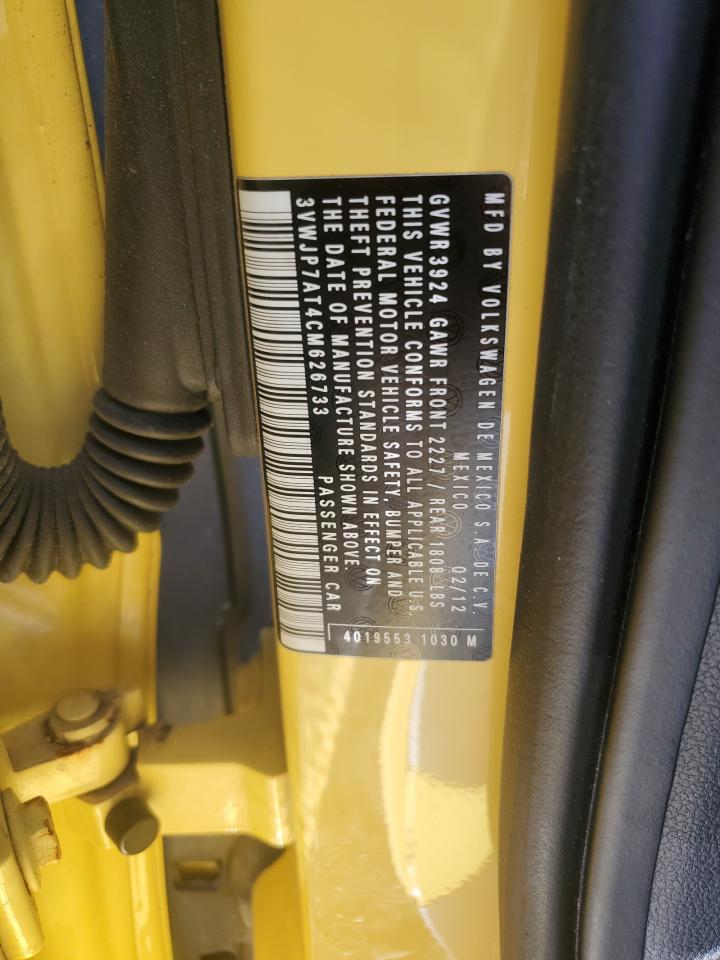 MFD BY VOLKSWAGEN DE MEXICO S.A. DE C.V.
MEXICO 02/12
GVWR 3924 GAWR FRONT 2227 / REAR 1808 LBS
THIS VEHICLE CONFORMS TO ALL APPLICABLE U.S.
FEDERAL MOTOR VEHICLE SAFETY, BUMPER AND
THEFT PREVENTION STANDARDS IN EFFECT ON
THE DATE OF MANUFACTURE SHOWN ABOVE.
3VWJP7AT4CM626733 PASSENGER CAR
4019553 1030 M